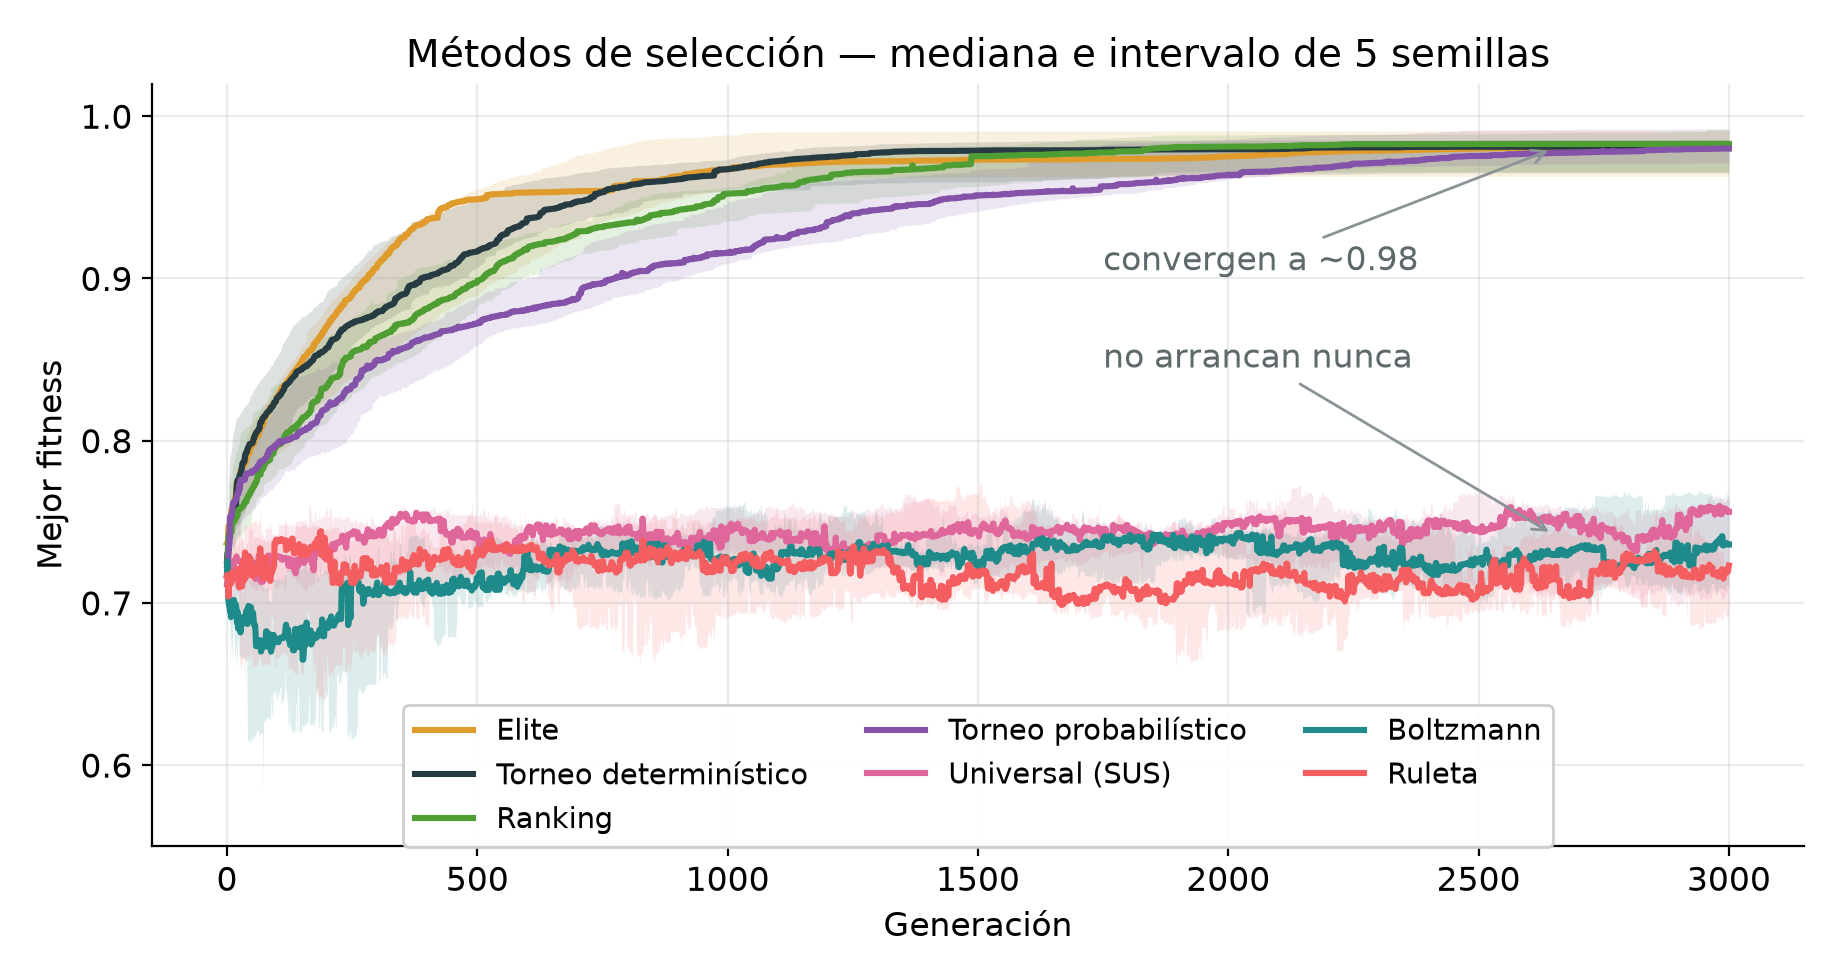 Métodos de selección — mediana e intervalo de 5 semillas
Mejor fitness
1.0
0.9
0.8
0.7
0.6
convergen a ~0.98
no arrancan nunca
Elite
Torneo determinístico
Ranking
Torneo probabilístico
Universal (SUS)
Boltzmann
Ruleta
0
500
1000
1500
2000
2500
3000
Generación